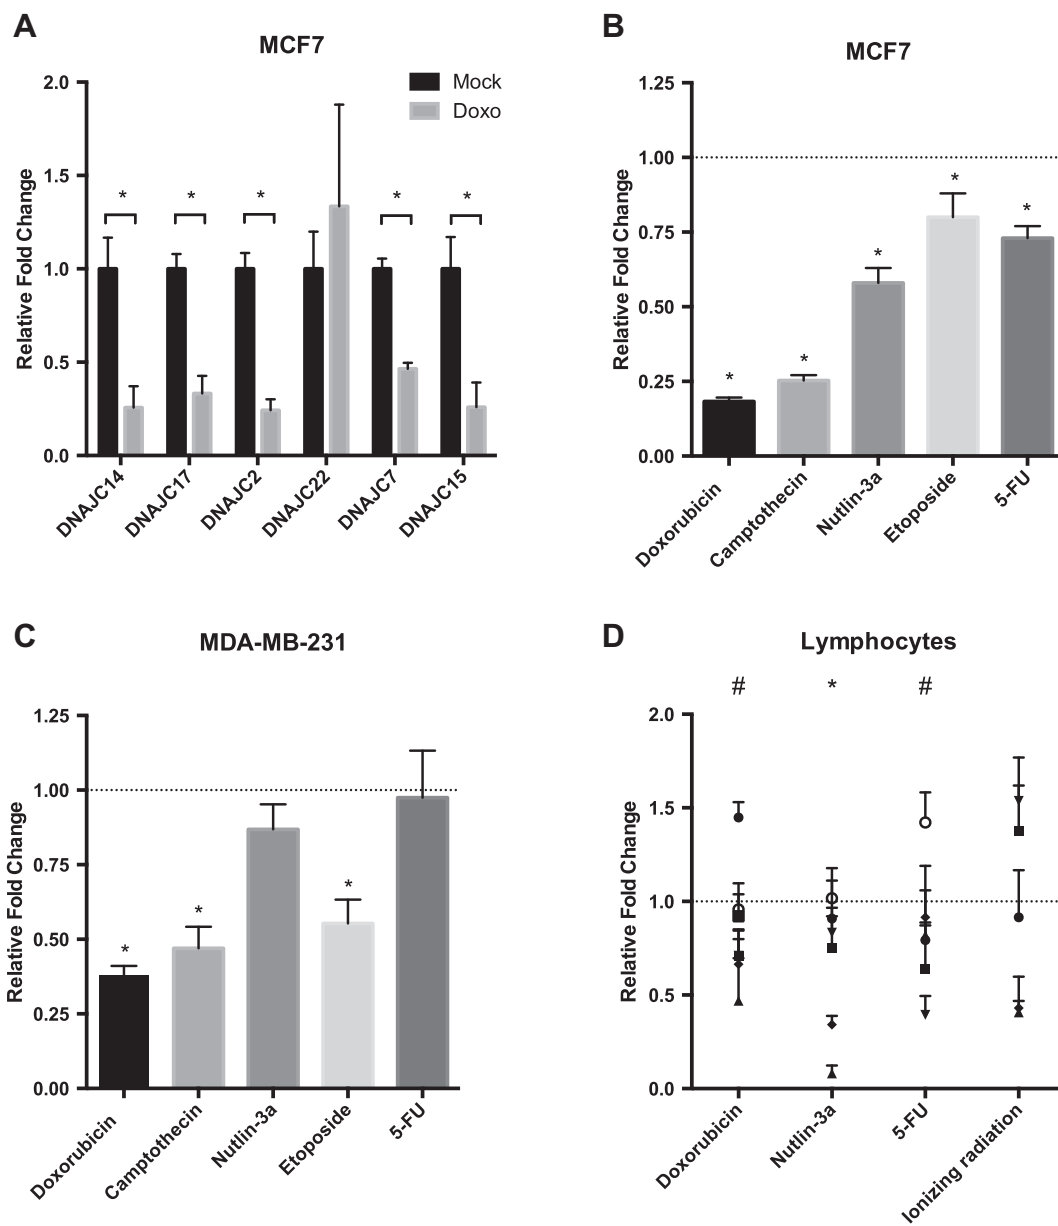 A
MCF7
Mock
Doxo
Relative Fold Change
2.0
1.5
1.0
0.5
0.0
* * * * *
DNAJC14
DNAJC17
DNAJC2
DNAJC22
DNAJC7
DNAJC15
B
MCF7
Relative Fold Change
1.25
1.00
0.75
0.50
0.25
0.00
* * * * *
Doxorubicin
Camptothecin
Nutlin-3a
Etoposide
5-FU
C
MDA-MB-231
Relative Fold Change
1.25
1.00
0.75
0.50
0.25
0.00
* * *
Doxorubicin
Camptothecin
Nutlin-3a
Etoposide
5-FU
D
Lymphocytes
# * #
Relative Fold Change
2.0
1.5
1.0
0.5
0.0
Doxorubicin
Nutlin-3a
5-FU
Ionizing radiation